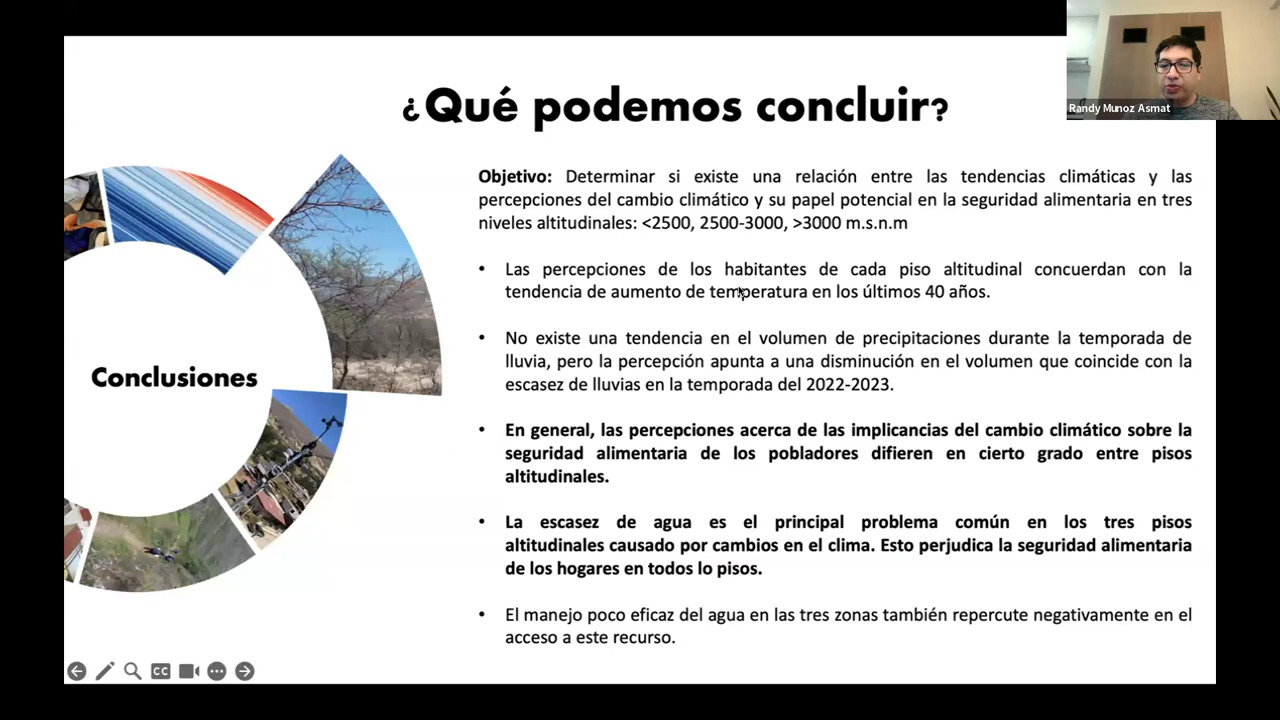 ¿Qué podemos concluir?
Randy Munoz Asmat
Objetivo: Determinar si existe una relación entre las tendencias climáticas y las
percepciones del cambio climático y su papel potencial en la seguridad alimentaria en tres
niveles altitudinales: <2500, 2500-3000, >3000 m.s.n.m
• Las percepciones de los habitantes de cada piso altitudinal concuerdan con la
tendencia de aumento de temperatura en los últimos 40 años.
• No existe una tendencia en el volumen de precipitaciones durante la temporada de
lluvia, pero la percepción apunta a una disminución en el volumen que coincide con la
escasez de lluvias en la temporada del 2022-2023.
Conclusiones
• En general, las percepciones acerca de las implicancias del cambio climático sobre la
seguridad alimentaria de los pobladores difieren en cierto grado entre pisos
altitudinales.
• La escasez de agua es el principal problema común en los tres pisos
altitudinales causado por cambios en el clima. Esto perjudica la seguridad alimentaria
de los hogares en todos lo pisos.
• El manejo poco eficaz del agua en las tres zonas también repercute negativamente en el
acceso a este recurso.
CC